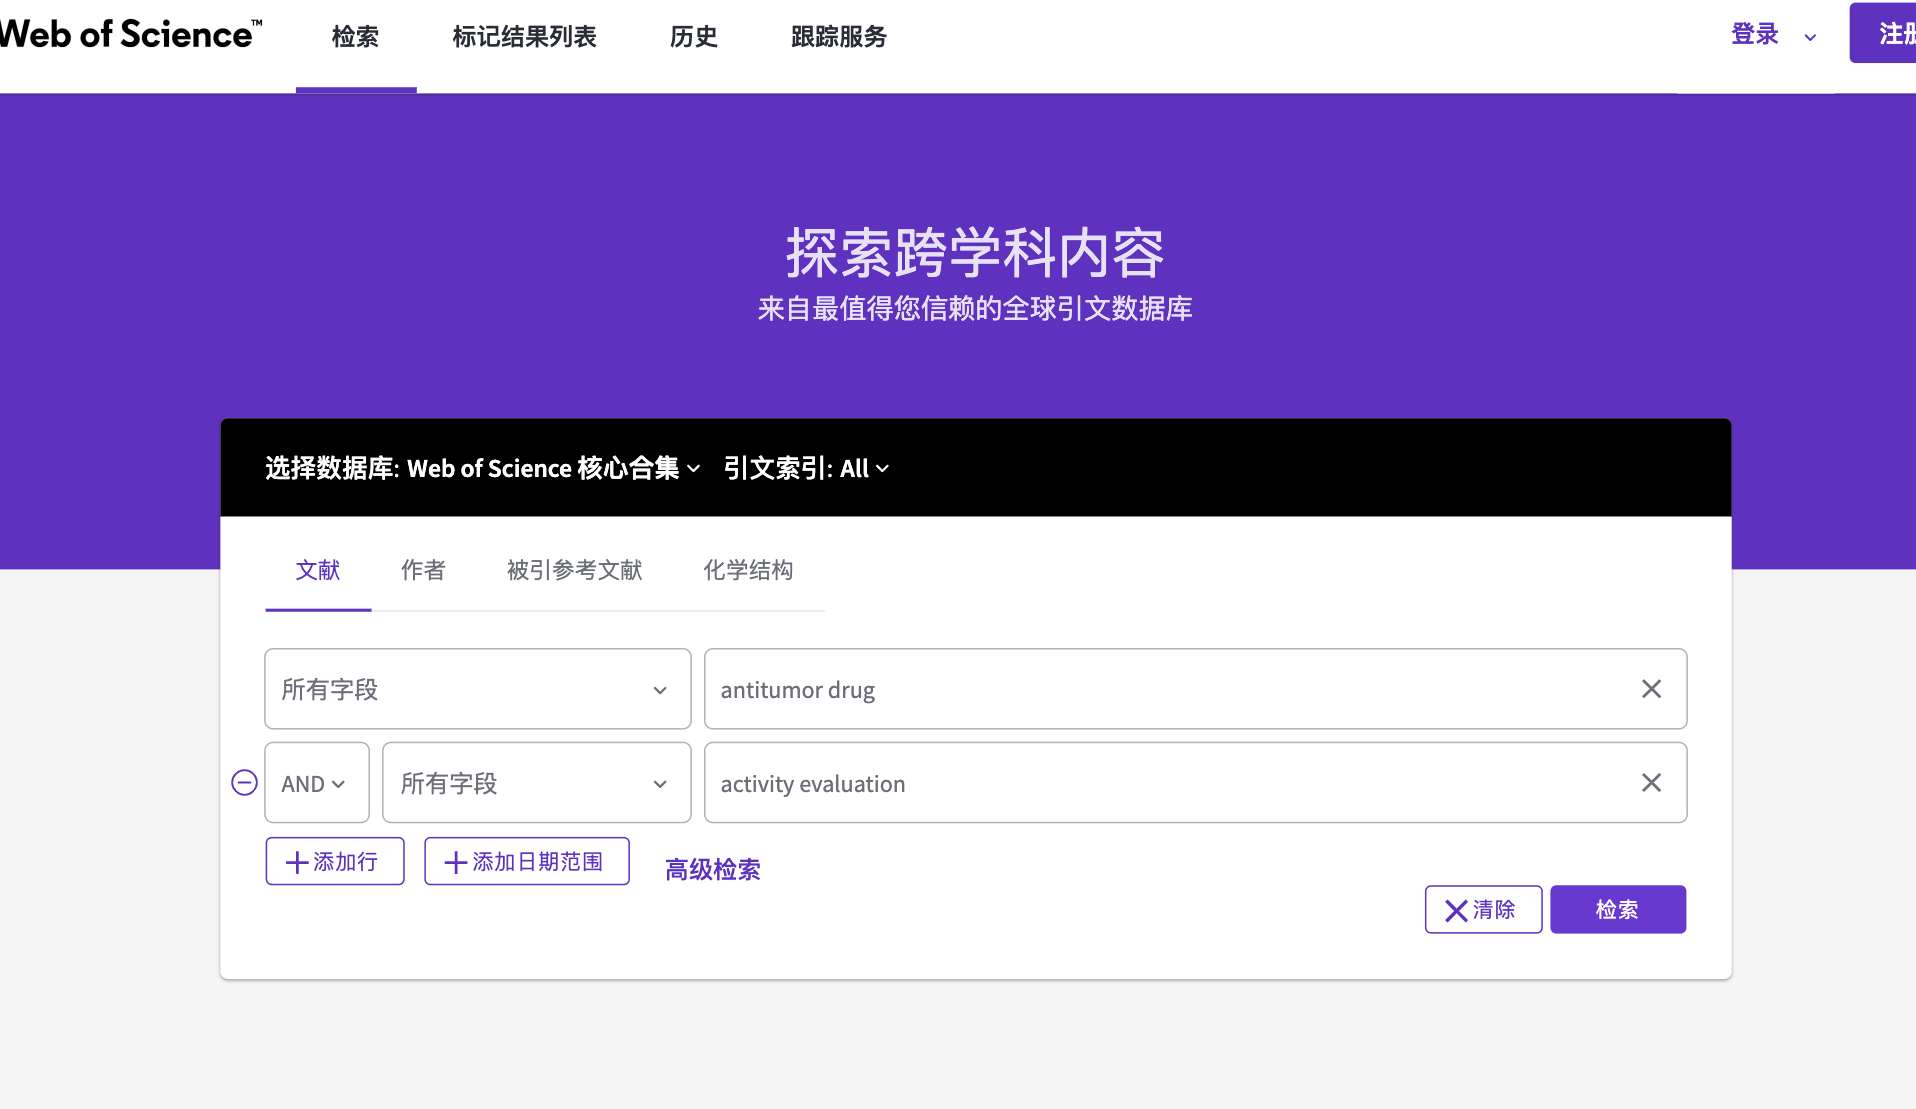 Web of Science™ 检索 标记结果列表 历史 跟踪服务 登录 注册
探索跨学科内容
来自最值得您信赖的全球引文数据库
选择数据库: Web of Science 核心合集 引文索引: All
文献 作者 被引参考文献 化学结构
所有字段 antitumor drug
AND 所有字段 activity evaluation
添加行 添加日期范围 高级检索
清除 检索